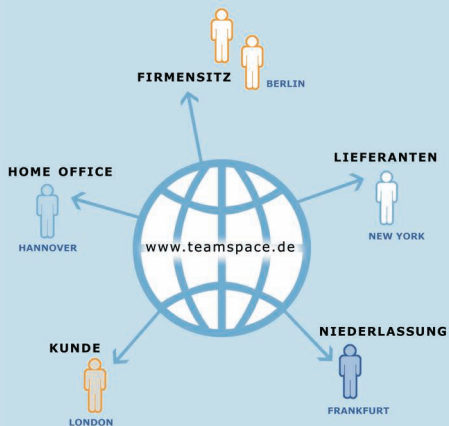 FIRMENSITZ
BERLIN
HOME OFFICE
HANNOVER
LIEFERANTEN
NEW YORK
www.teamspace.de
KUNDE
LONDON
NIEDERLASSUNG
FRANKFURT